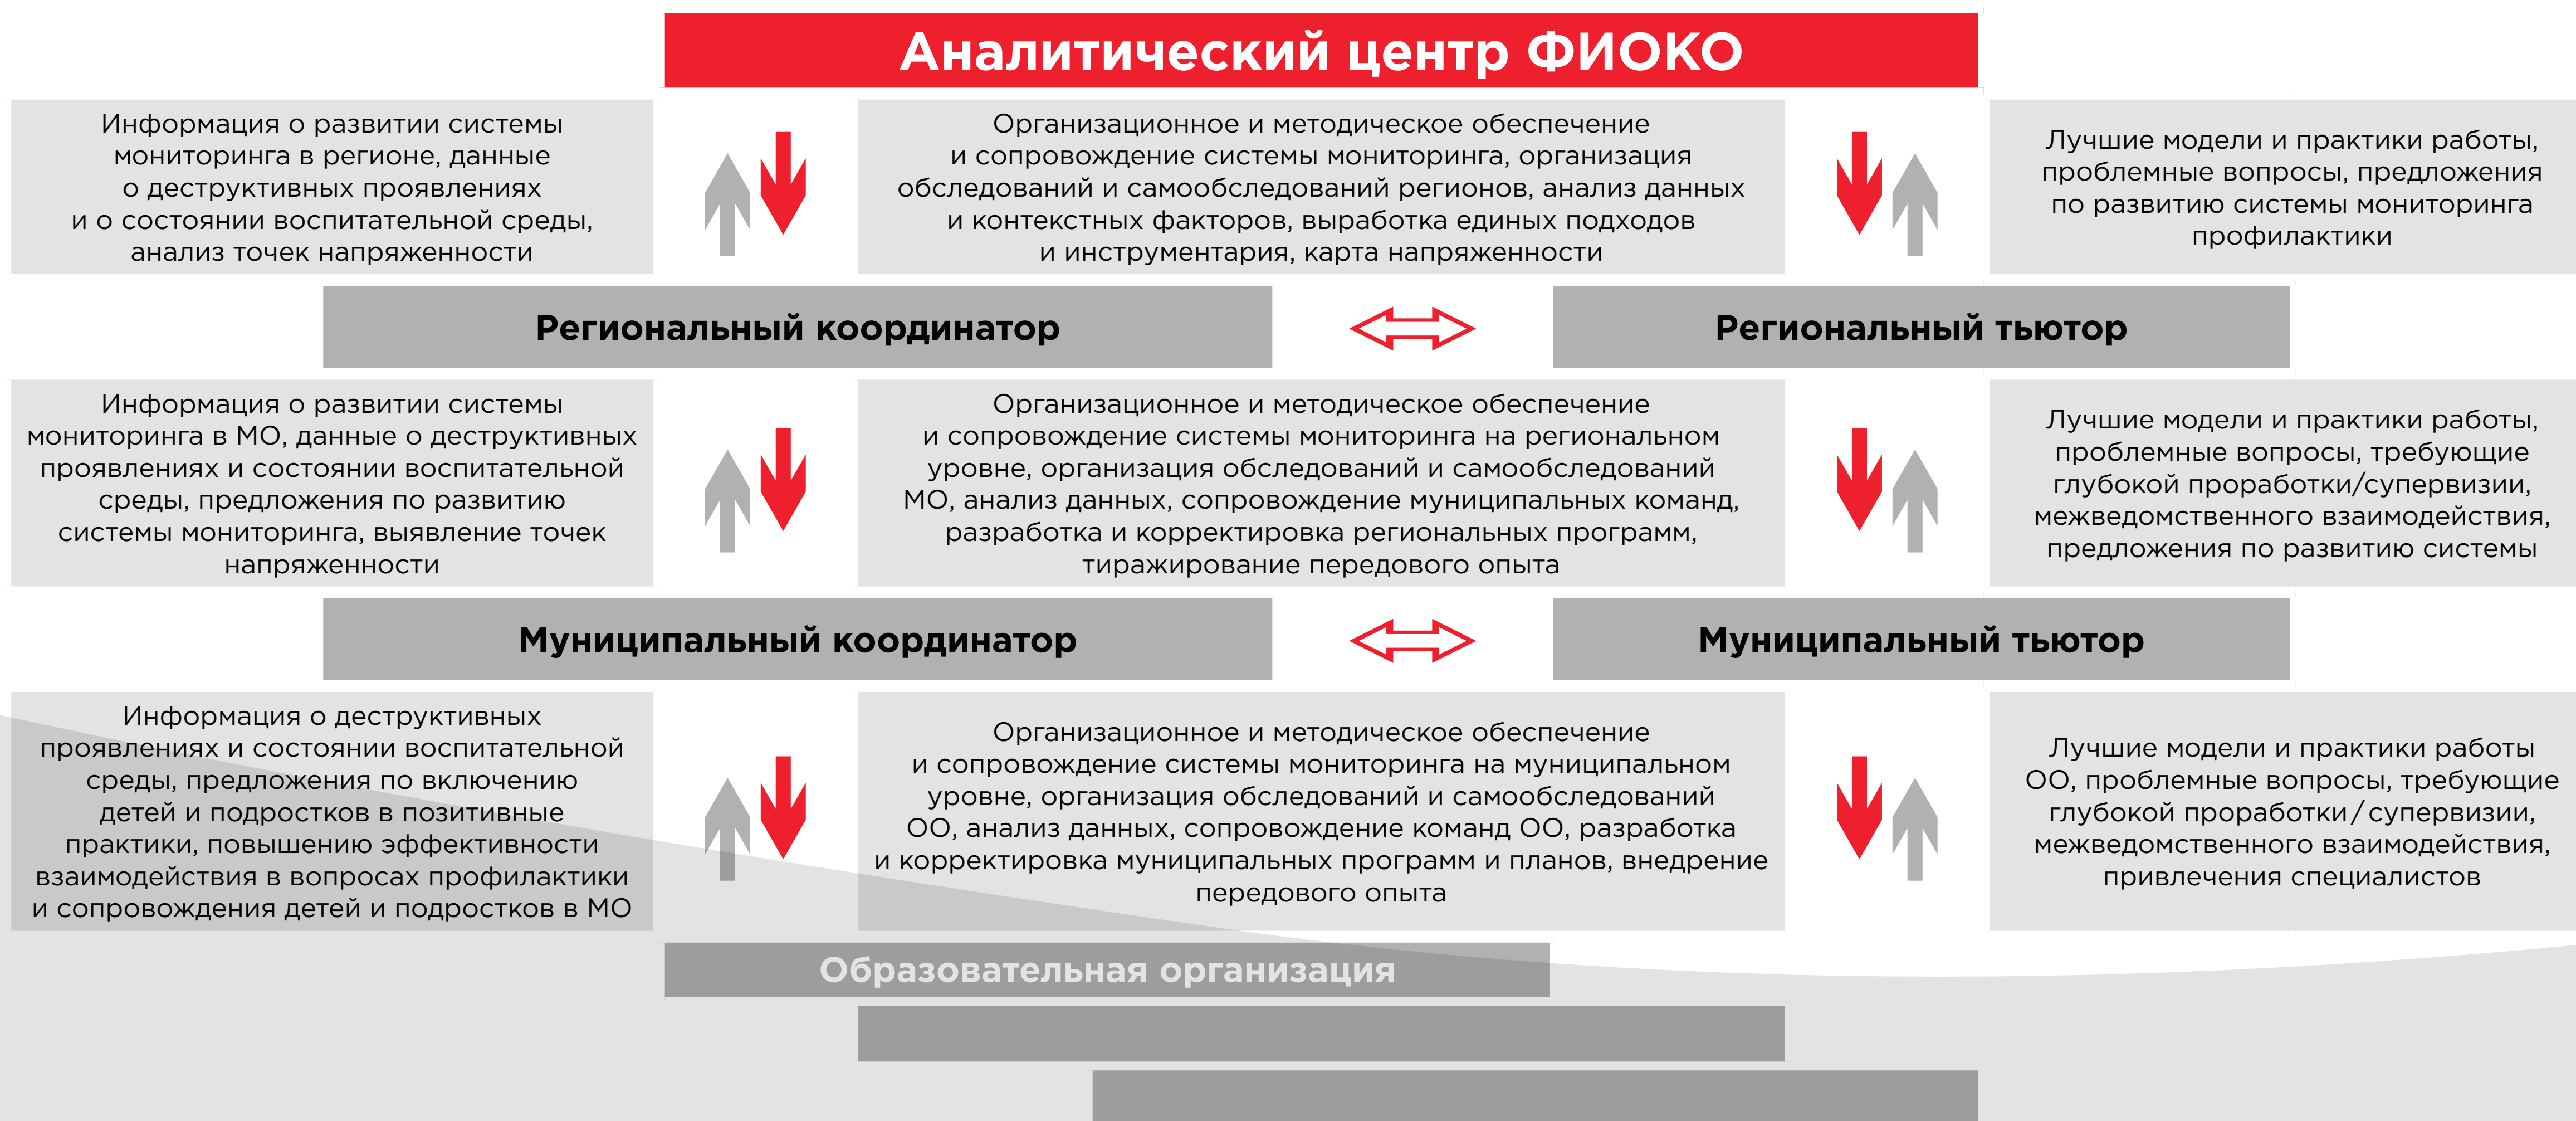 Аналитический центр ФИОКО
Информация о развитии системы
мониторинга в регионе, данные
о деструктивных проявлениях
и о состоянии воспитательной среды,
анализ точек напряженности
Организационное и методическое обеспечение
и сопровождение системы мониторинга, организация
обследований и самообследований регионов, анализ данных
и контекстных факторов, выработка единых подходов
и инструментария, карта напряженности
Лучшие модели и практики работы,
проблемные вопросы, предложения
по развитию системы мониторинга
профилактики
Региональный координатор
Региональный тьютор
Информация о развитии системы
мониторинга в МО, данные о деструктивных
проявлениях и состоянии воспитательной
среды, предложения по развитию
системы мониторинга, выявление точек
напряженности
Организационное и методическое обеспечение
и сопровождение системы мониторинга на региональном
уровне, организация обследований и самообследований
МО, анализ данных, сопровождение муниципальных команд,
разработка и корректировка региональных программ,
тиражирование передового опыта
Лучшие модели и практики работы,
проблемные вопросы, требующие
глубокой проработки/супервизии,
межведомственного взаимодействия,
предложения по развитию системы
Муниципальный координатор
Муниципальный тьютор
Информация о деструктивных
проявлениях и состоянии воспитательной
среды, предложения по включению
детей и подростков в позитивные
практики, повышению эффективности
взаимодействия в вопросах профилактики
и сопровождения детей и подростков в МО
Организационное и методическое обеспечение
и сопровождение системы мониторинга на муниципальном
уровне, организация обследований и самообследований
ОО, анализ данных, сопровождение команд ОО, разработка
и корректировка муниципальных программ и планов, внедрение
передового опыта
Лучшие модели и практики работы
ОО, проблемные вопросы, требующие
глубокой проработки/супервизии,
межведомственного взаимодействия,
привлечения специалистов
Образовательная организация